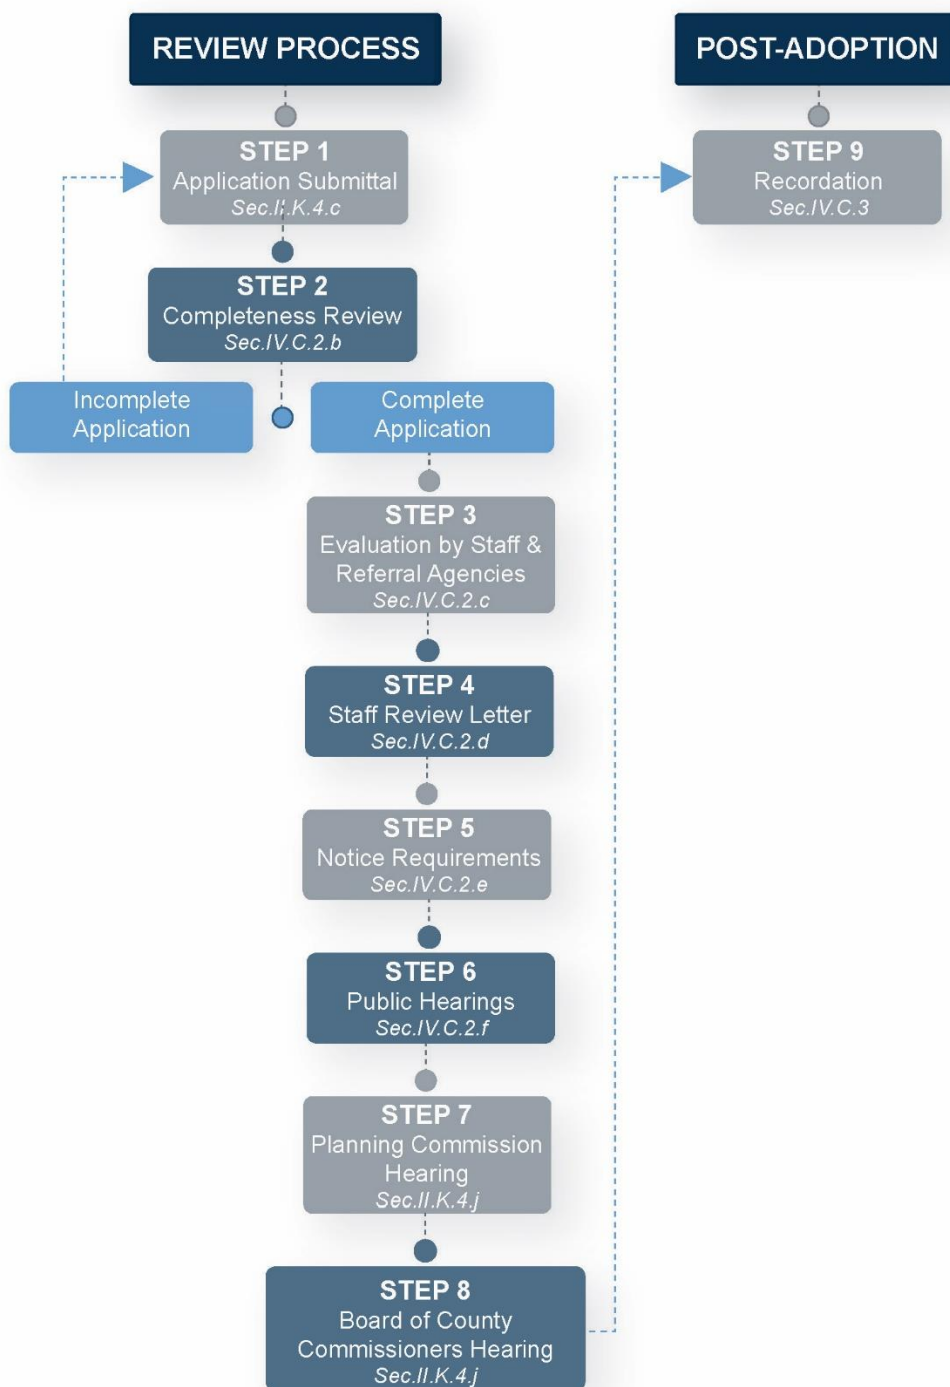 REVIEW PROCESS
STEP 1
Application Submittal
Sec.II.K.4.c
STEP 2
Completeness Review
Sec.IV.C.2.b
Incomplete
Application
Complete
Application
STEP 3
Evaluation by Staff &
Referral Agencies
Sec.IV.C.2.c
STEP 4
Staff Review Letter
Sec.IV.C.2.d
STEP 5
Notice Requirements
Sec.IV.C.2.e
STEP 6
Public Hearings
Sec.IV.C.2.f
STEP 7
Planning Commission
Hearing
Sec.II.K.4.j
STEP 8
Board of County
Commissioners Hearing
Sec.II.K.4.j
POST-ADOPTION
STEP 9
Recordation
Sec.IV.C.3